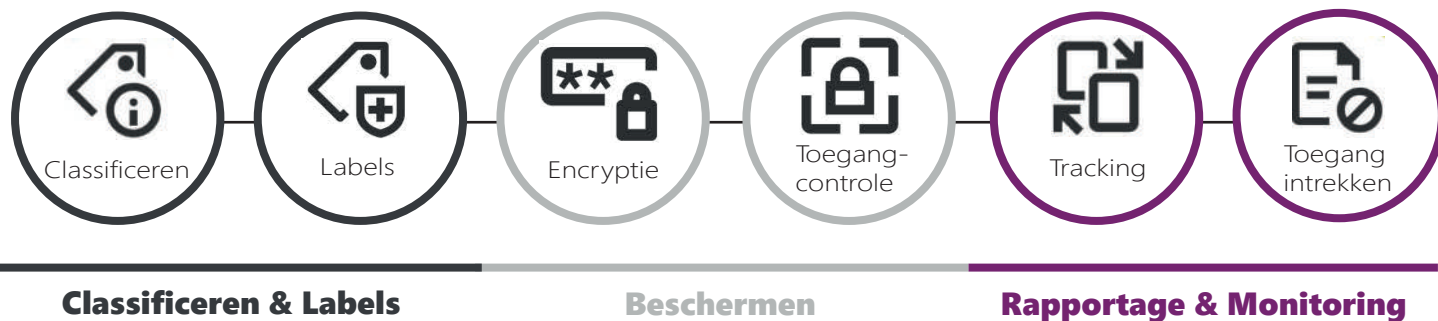 Classificeren
Labels
Encryptie
Toegang-
controle
Tracking
Toegang
intrekken
Classificeren & Labels
Beschermen
Rapportage & Monitoring